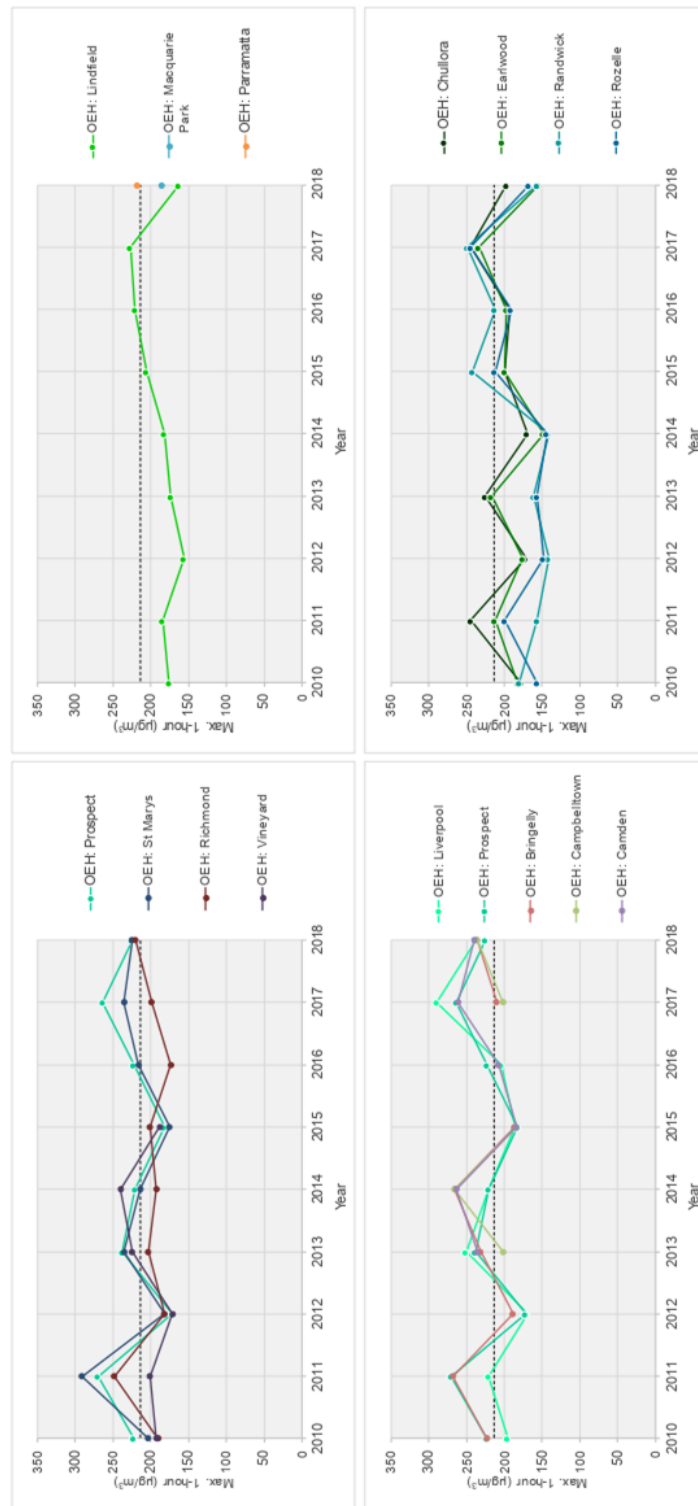 Max. 1-hour (µg/m³)
350
300
250
200
150
100
50
0
2010 2011 2012 2013 2014 2015 2016 2017 2018
Year
OEH: Prospect
OEH: St Marys
OEH: Richmond
OEH: Vineyard
Max. 1-hour (µg/m³)
350
300
250
200
150
100
50
0
2010 2011 2012 2013 2014 2015 2016 2017 2018
Year
OEH: Lindfield
OEH: Macquarie
Park
OEH: Parramatta
Max. 1-hour (µg/m³)
350
300
250
200
150
100
50
0
2010 2011 2012 2013 2014 2015 2016 2017 2018
Year
OEH: Liverpool
OEH: Prospect
OEH: Bringelly
OEH: Campbelltown
OEH: Camden
Max. 1-hour (µg/m³)
350
300
250
200
150
100
50
0
2010 2011 2012 2013 2014 2015 2016 2017 2018
Year
OEH: Chullora
OEH: Earlwood
OEH: Randwick
OEH: Rozelle